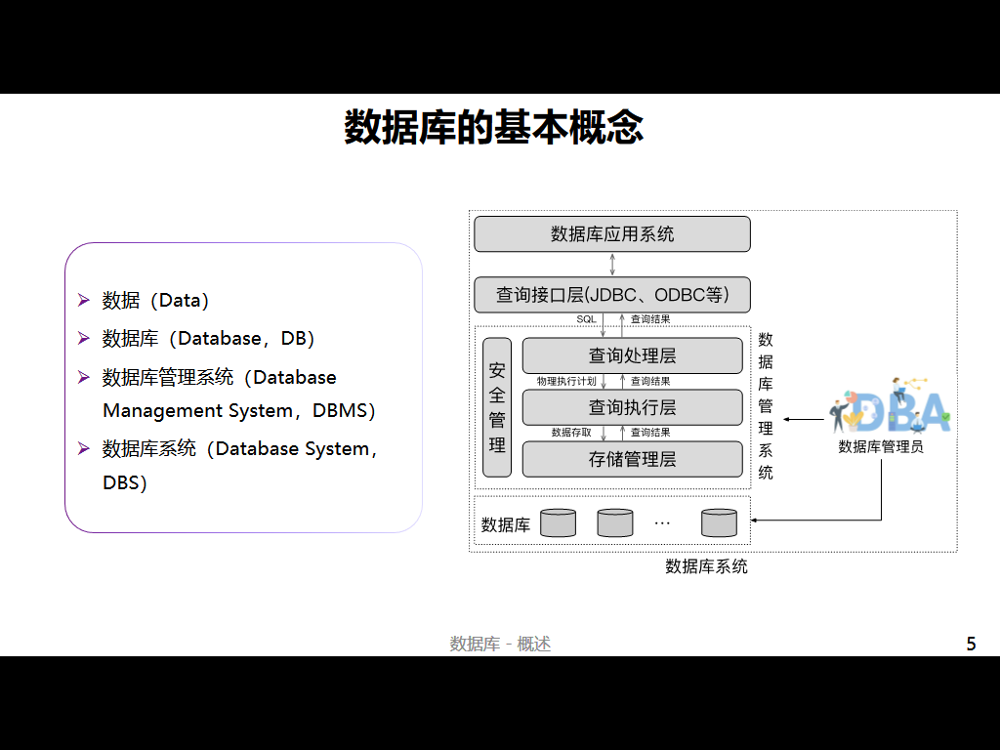 数据库的基本概念
数据（Data）
数据库（Database，DB）
数据库管理系统（Database
Management System，DBMS）
数据库系统（Database System，
DBS）
数据库应用系统
查询接口层(JDBC、ODBC等)
SQL 查询结果
安全管理
查询处理层
物理执行计划 查询结果
查询执行层
数据存取 查询结果
存储管理层
数据库管理系统
DBA
数据库管理员
数据库 …
数据库系统
数据库 - 概述
5